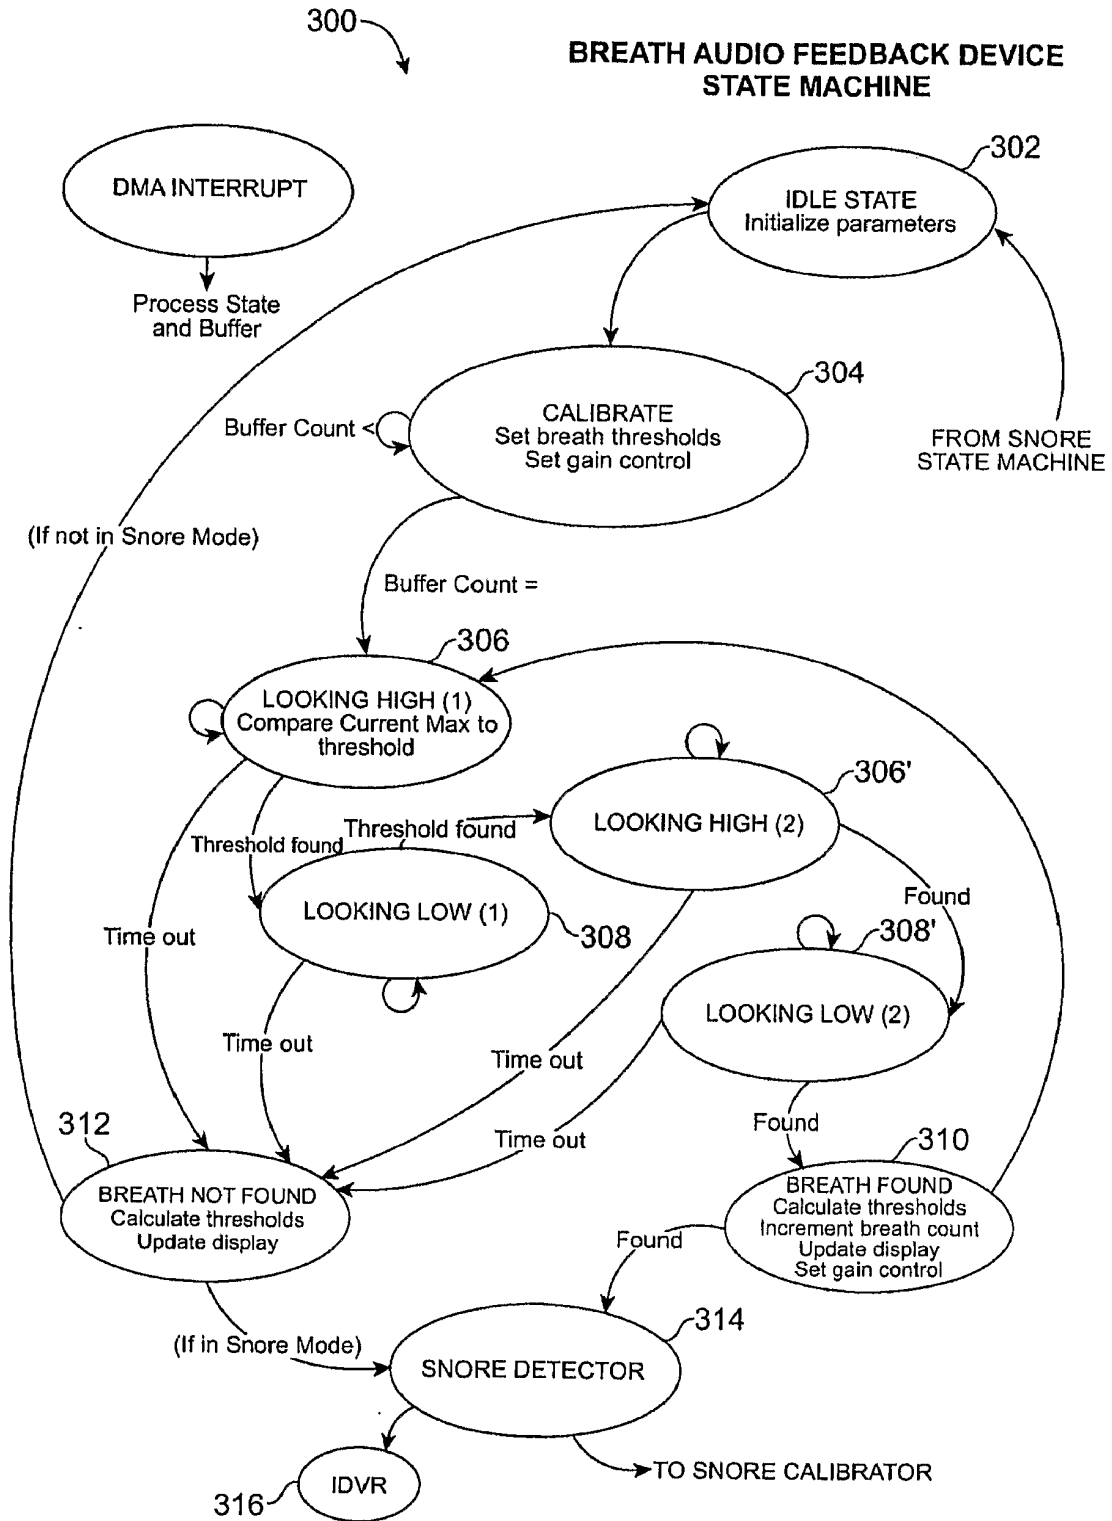 300
BREATH AUDIO FEEDBACK DEVICE
STATE MACHINE
302
DMA INTERRUPT
IDLE STATE
Initialize parameters
Process State
and Buffer
304
CALIBRATE
Set breath thresholds
Set gain control
Buffer Count <
FROM SNORE
STATE MACHINE
(If not in Snore Mode)
Buffer Count =
306
LOOKING HIGH (1)
Compare Current Max to
threshold
306'
LOOKING HIGH (2)
Threshold found
Threshold found
LOOKING LOW (1)
308
Found
308'
Time out
LOOKING LOW (2)
Time out
Time out
Time out
Found
312
310
BREATH NOT FOUND
Calculate thresholds
Update display
BREATH FOUND
Calculate thresholds
Increment breath count
Update display
Set gain control
Found
314
(If in Snore Mode)
SNORE DETECTOR
IDVR
316
TO SNORE CALIBRATOR